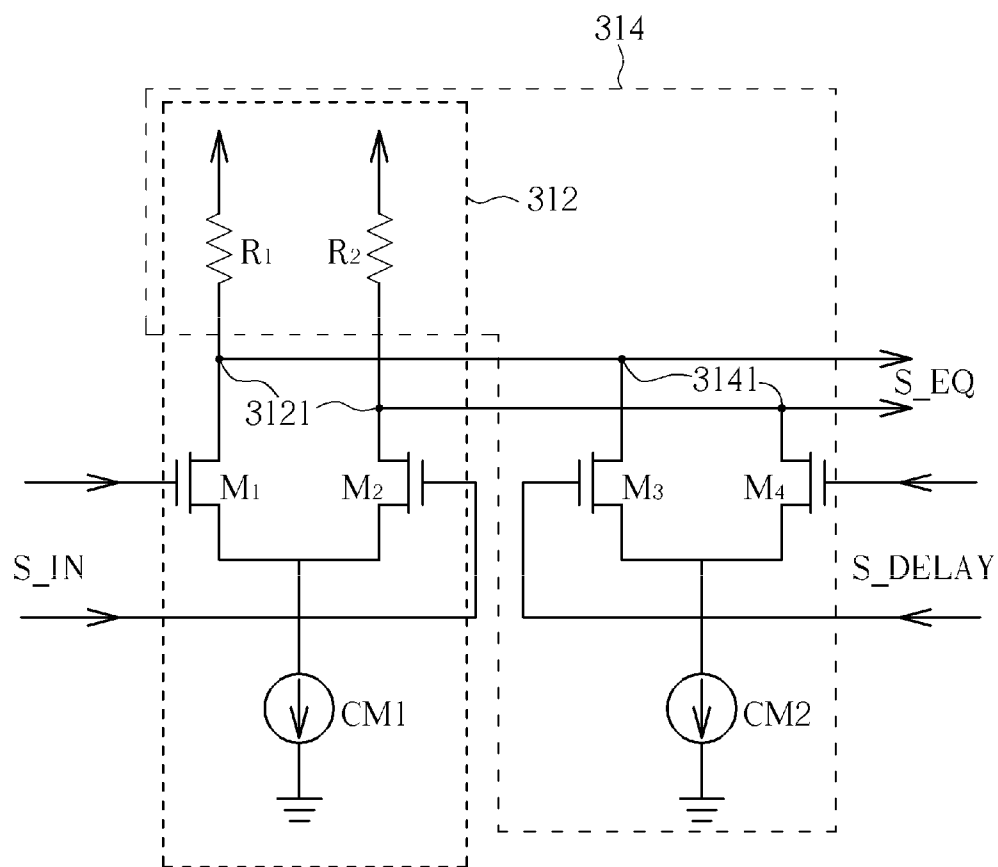 314
312
R1
R2
3121
3141
S_EQ
M1
M2
M3
M4
S_IN
S_DELAY
CM1
CM2